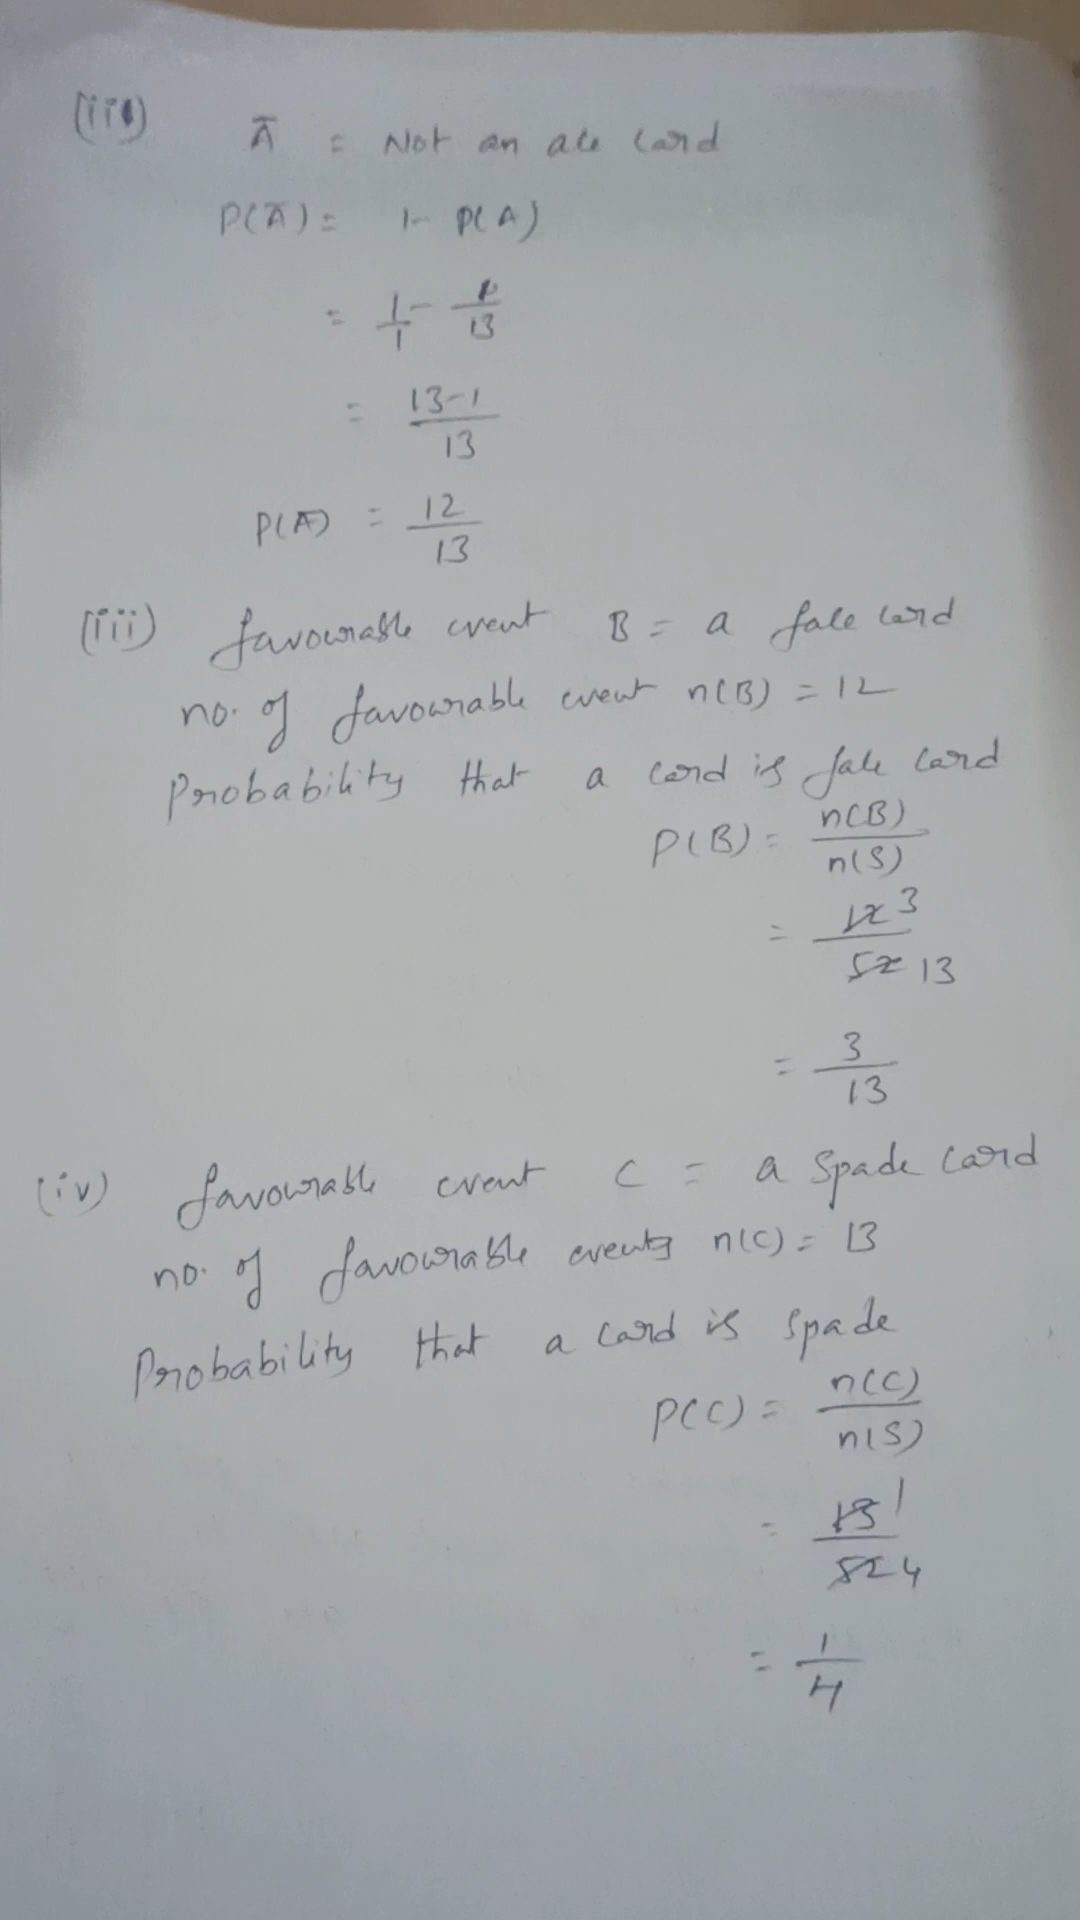 (ii)
Ā = Not an ace card
P(Ā) = 1- P(A)
= 1/1 - 1/13
= 13-1/13
P(Ā) = 12/13
(iii) favourable event B = a face card
no. of favourable event n(B) = 12
Probability that a card is face card
P(B) = n(B)/n(S)
= 12 3/52 13
= 3/13
(iv) favourable event C = a Spade card
no. of favourable events n(C) = 13
Probability that a card is spade
P(C) = n(C)/n(S)
= 13 1/52 4
= 1/4